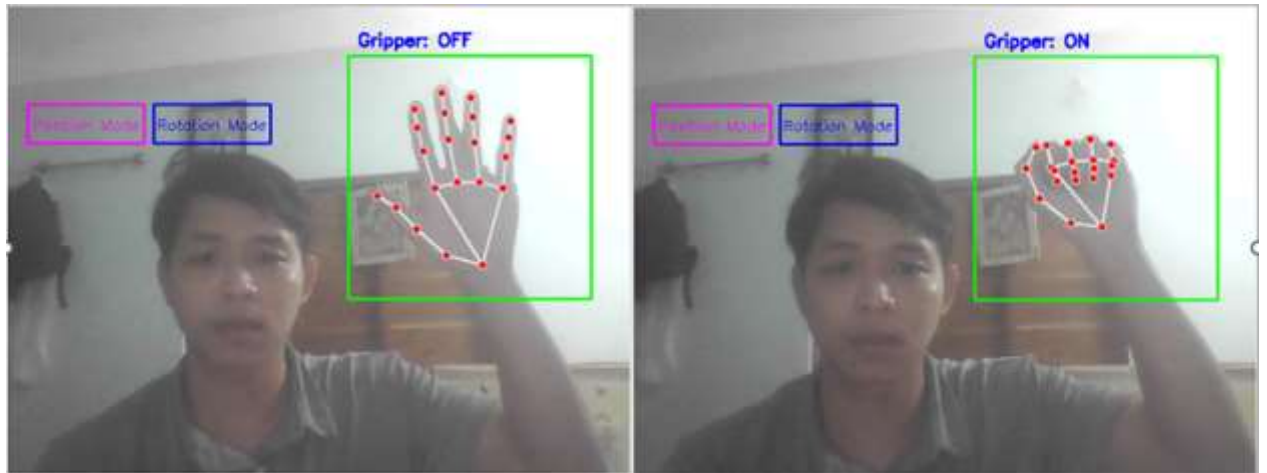 Gripper: OFF
Position Mode Rotation Mode
Gripper: ON
Position Mode Rotation Mode